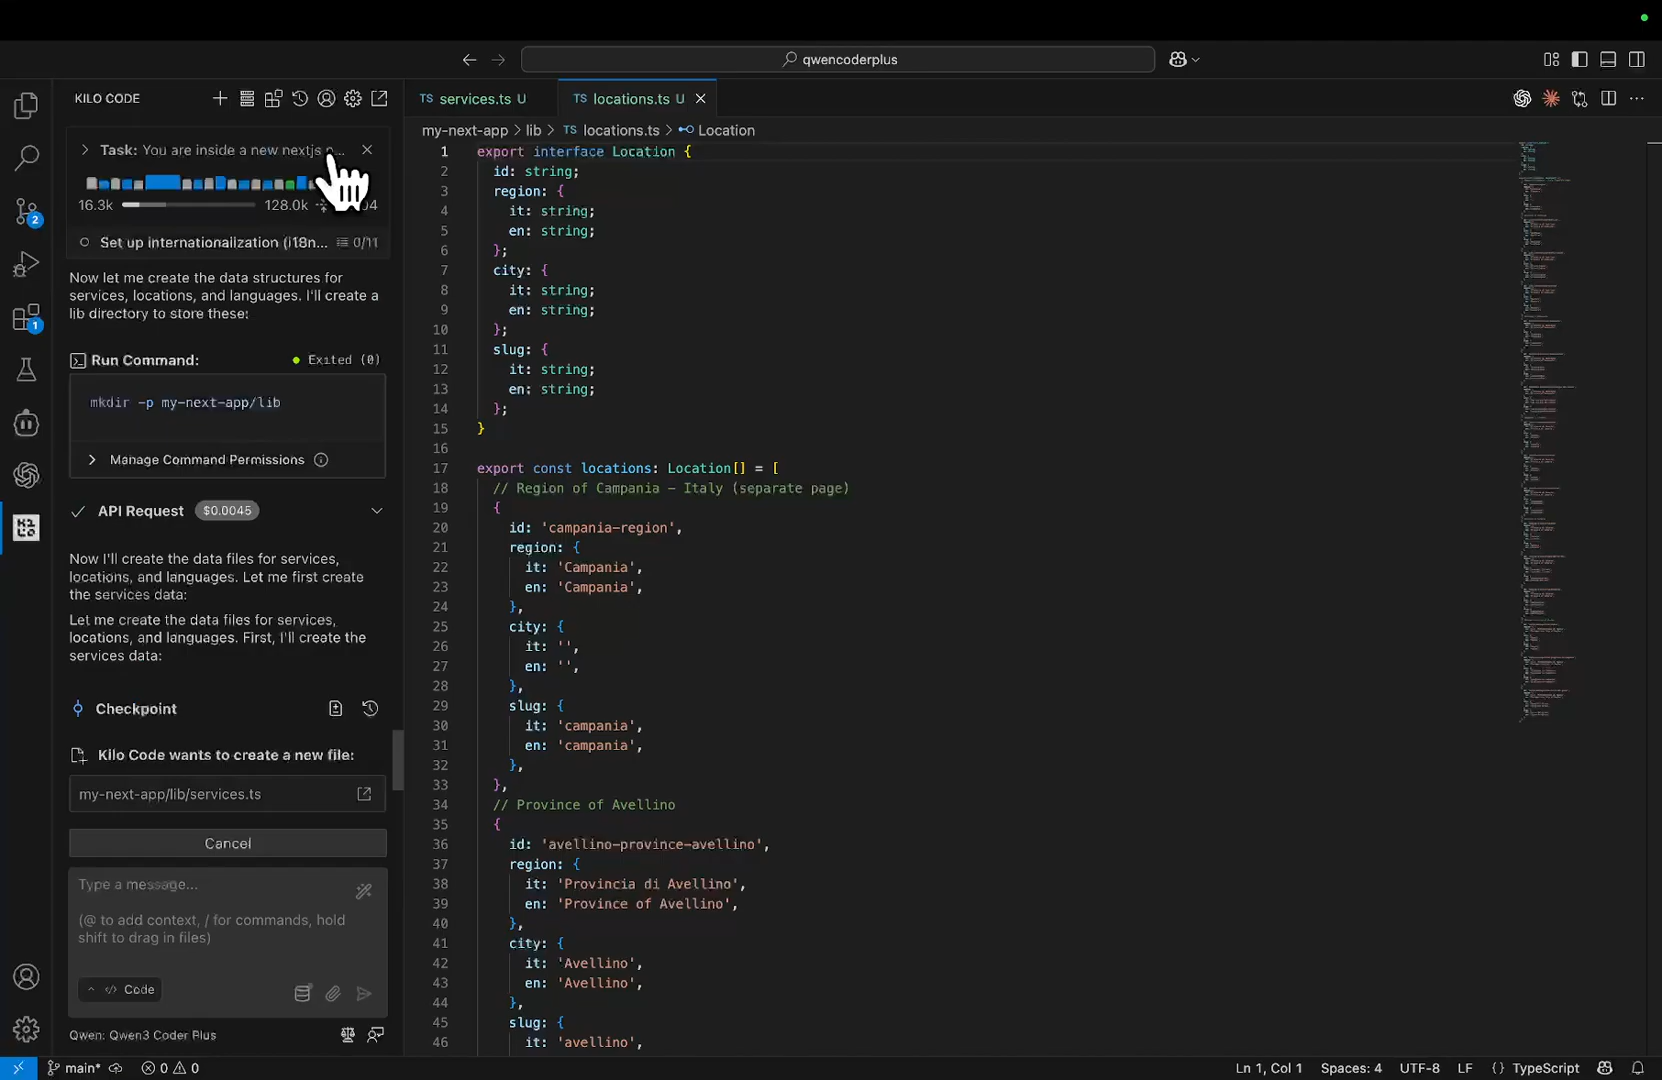 qwencoderplus
KILO CODE
TS services.ts U
TS locations.ts U
my-next-app > lib > TS locations.ts > Location
> Task: You are inside a new nextjs p...
16.3k
128.0k
04
Set up internationalization (i18n... 0/11
Now let me create the data structures for
services, locations, and languages. I'll create a
lib directory to store these:
Run Command: Exited (0)
mkdir -p my-next-app/lib
> Manage Command Permissions
API Request $0.0045
Now I'll create the data files for services,
locations, and languages. Let me first create
the services data:
Let me create the data files for services,
locations, and languages. First, I'll create the
services data:
Checkpoint
Kilo Code wants to create a new file:
my-next-app/lib/services.ts
Cancel
Type a message...
(@ to add context, / for commands, hold
shift to drag in files)
Code
Qwen: Qwen3 Coder Plus
2
1
1 export interface Location {
2 id: string;
3 region: {
4 it: string;
5 en: string;
6 };
7 city: {
8 it: string;
9 en: string;
10 };
11 slug: {
12 it: string;
13 en: string;
14 };
15 }
16
17 export const locations: Location[] = [
18 // Region of Campania – Italy (separate page)
19 {
20 id: 'campania-region',
21 region: {
22 it: 'Campania',
23 en: 'Campania',
24 },
25 city: {
26 it: '',
27 en: '',
28 },
29 slug: {
30 it: 'campania',
31 en: 'campania',
32 },
33 },
34 // Province of Avellino
35 {
36 id: 'avellino-province-avellino',
37 region: {
38 it: 'Provincia di Avellino',
39 en: 'Province of Avellino',
40 },
41 city: {
42 it: 'Avellino',
43 en: 'Avellino',
44 },
45 slug: {
46 it: 'avellino',
main* 0 0
Ln 1, Col 1 Spaces: 4 UTF-8 LF {} TypeScript